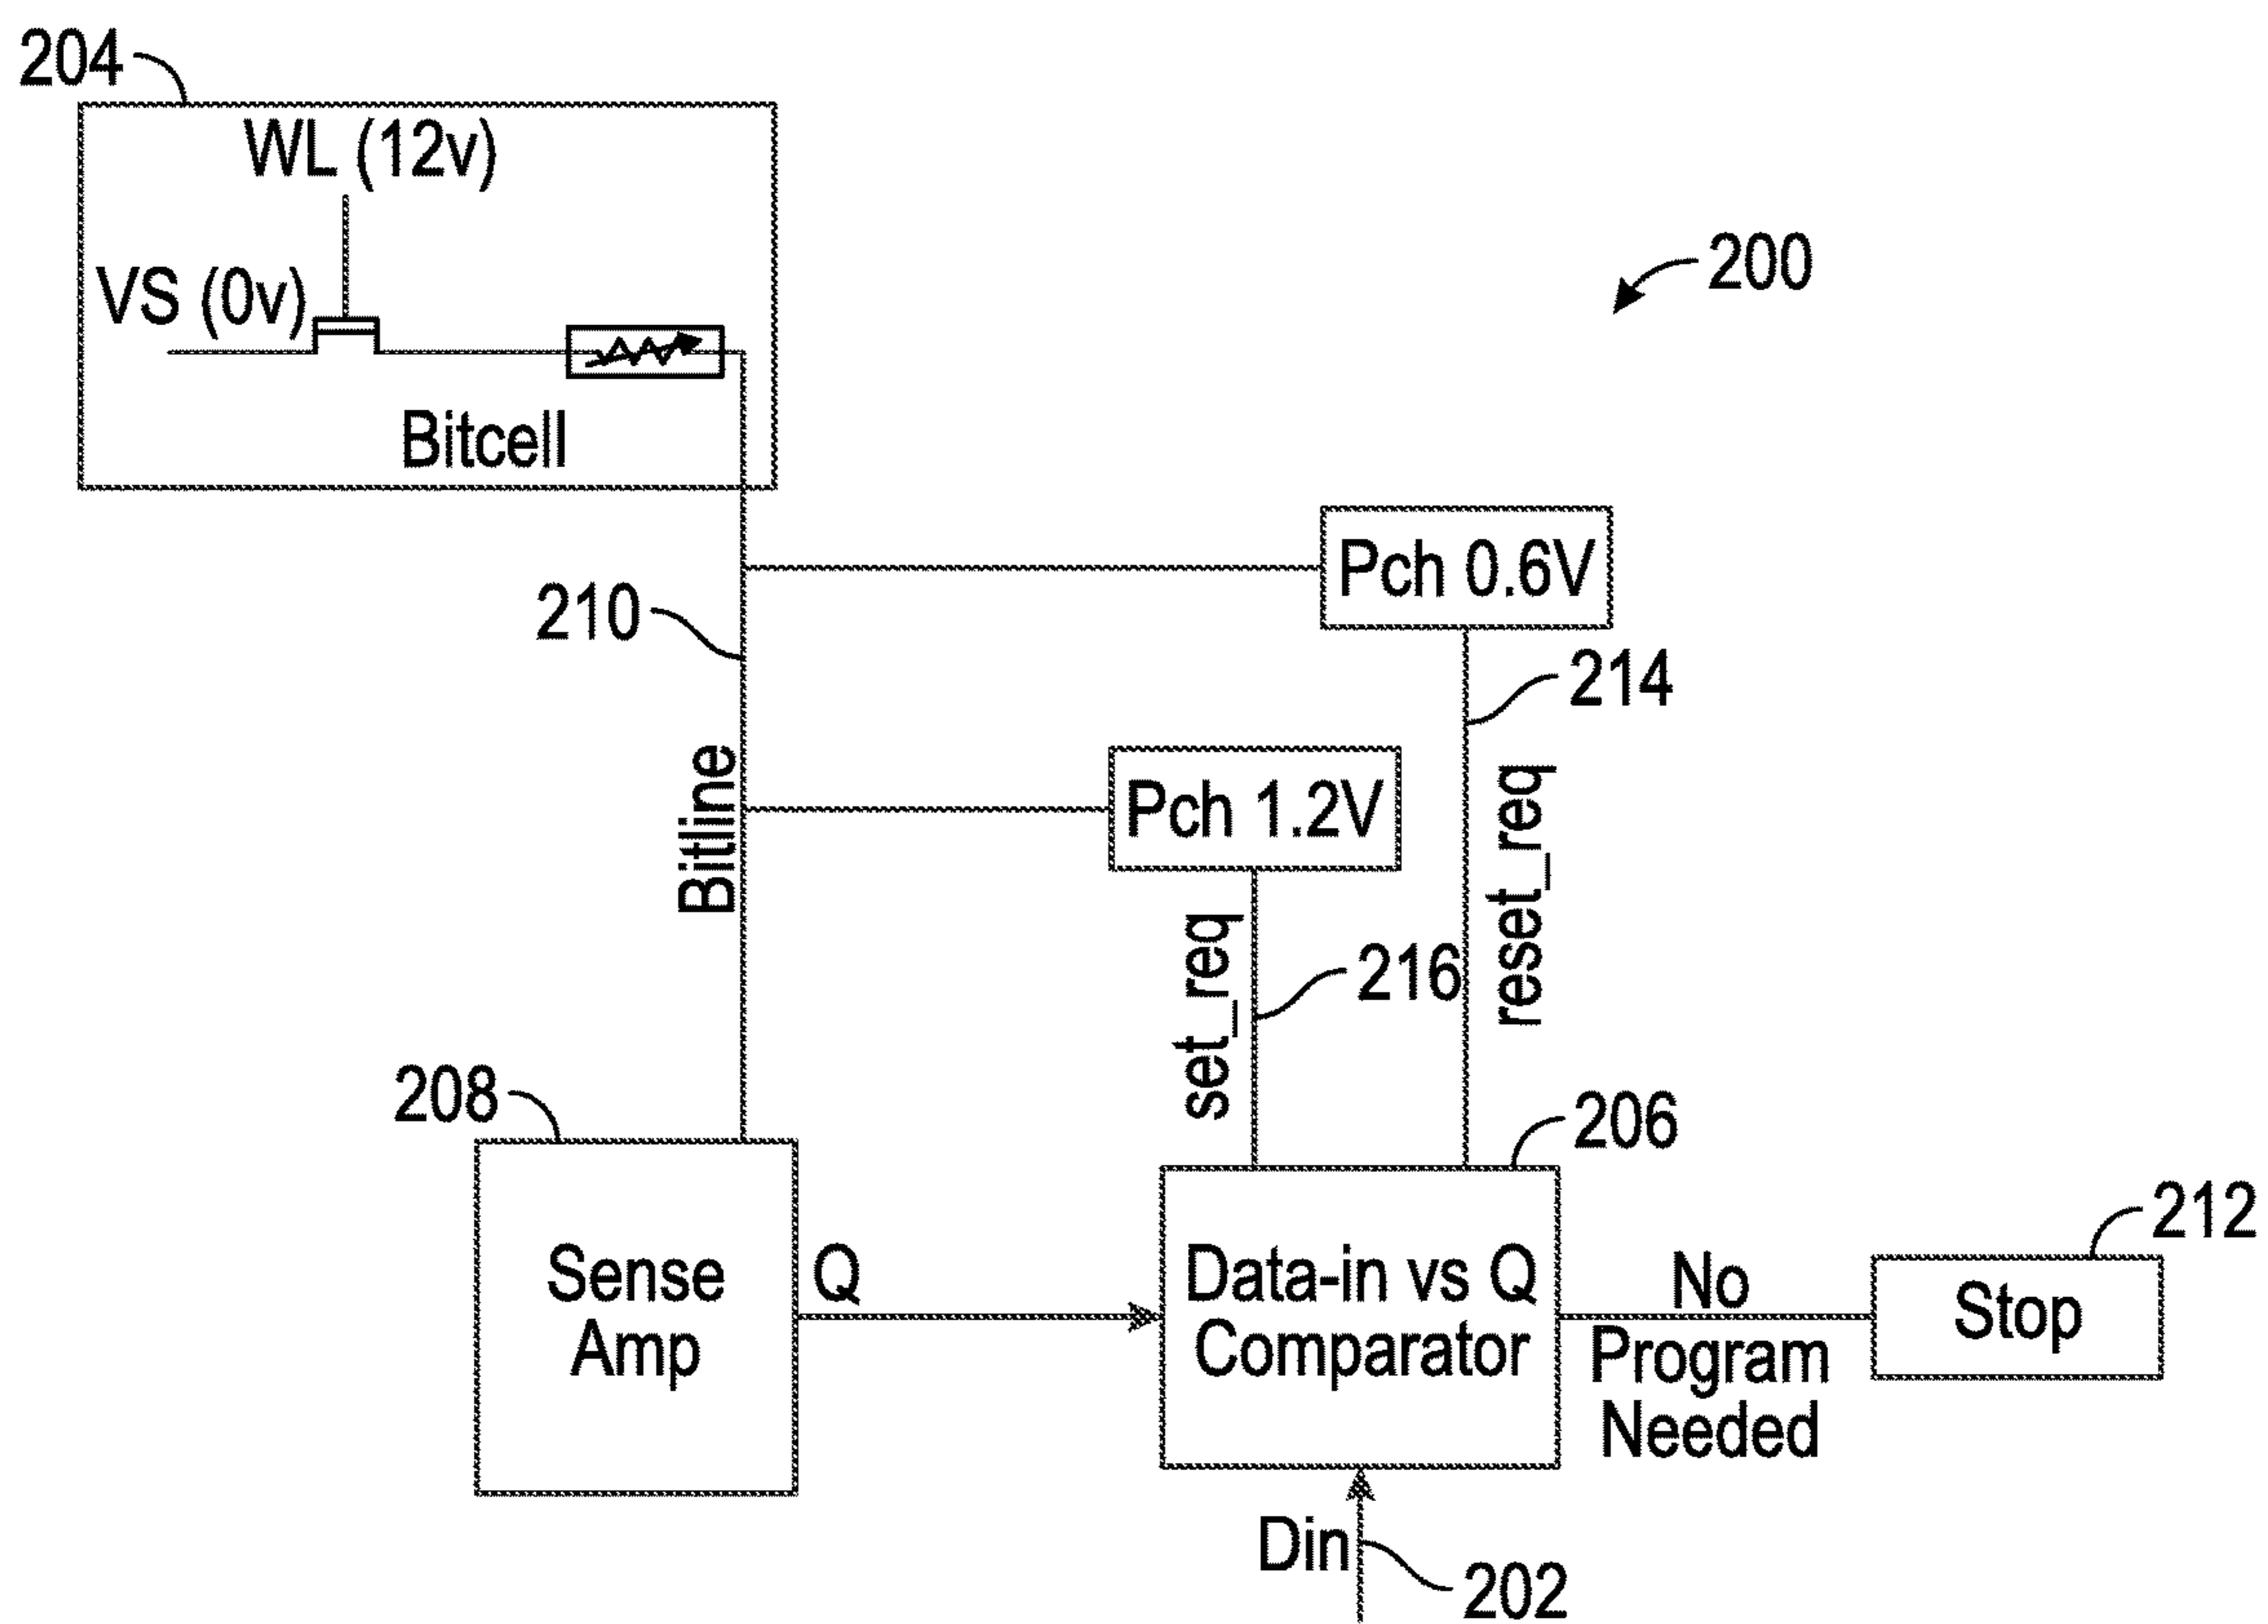 204
WL (12v)
VS (0v)
Bitcell
200
Pch 0.6V
210
214
Bitline
Pch 1.2V
reset_req
set_req
216
208
206
212
Sense
Amp
Q
Data-in vs Q
Comparator
No
Program
Needed
Stop
Din
202